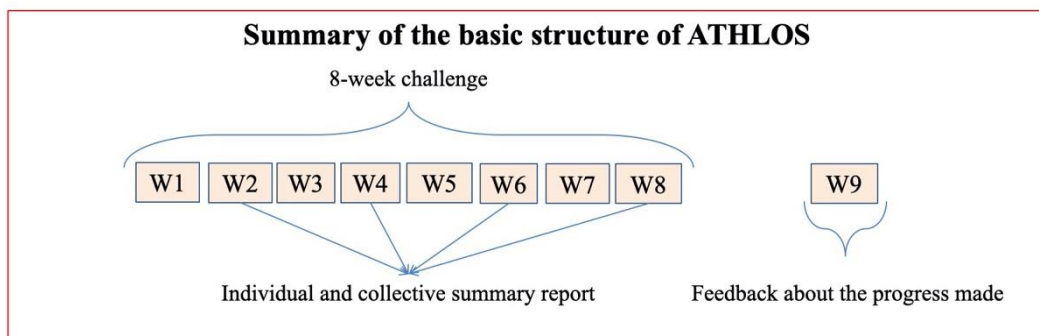 Summary of the basic structure of ATHLOS
8-week challenge
W1 W2 W3 W4 W5 W6 W7 W8 W9
Individual and collective summary report Feedback about the progress made